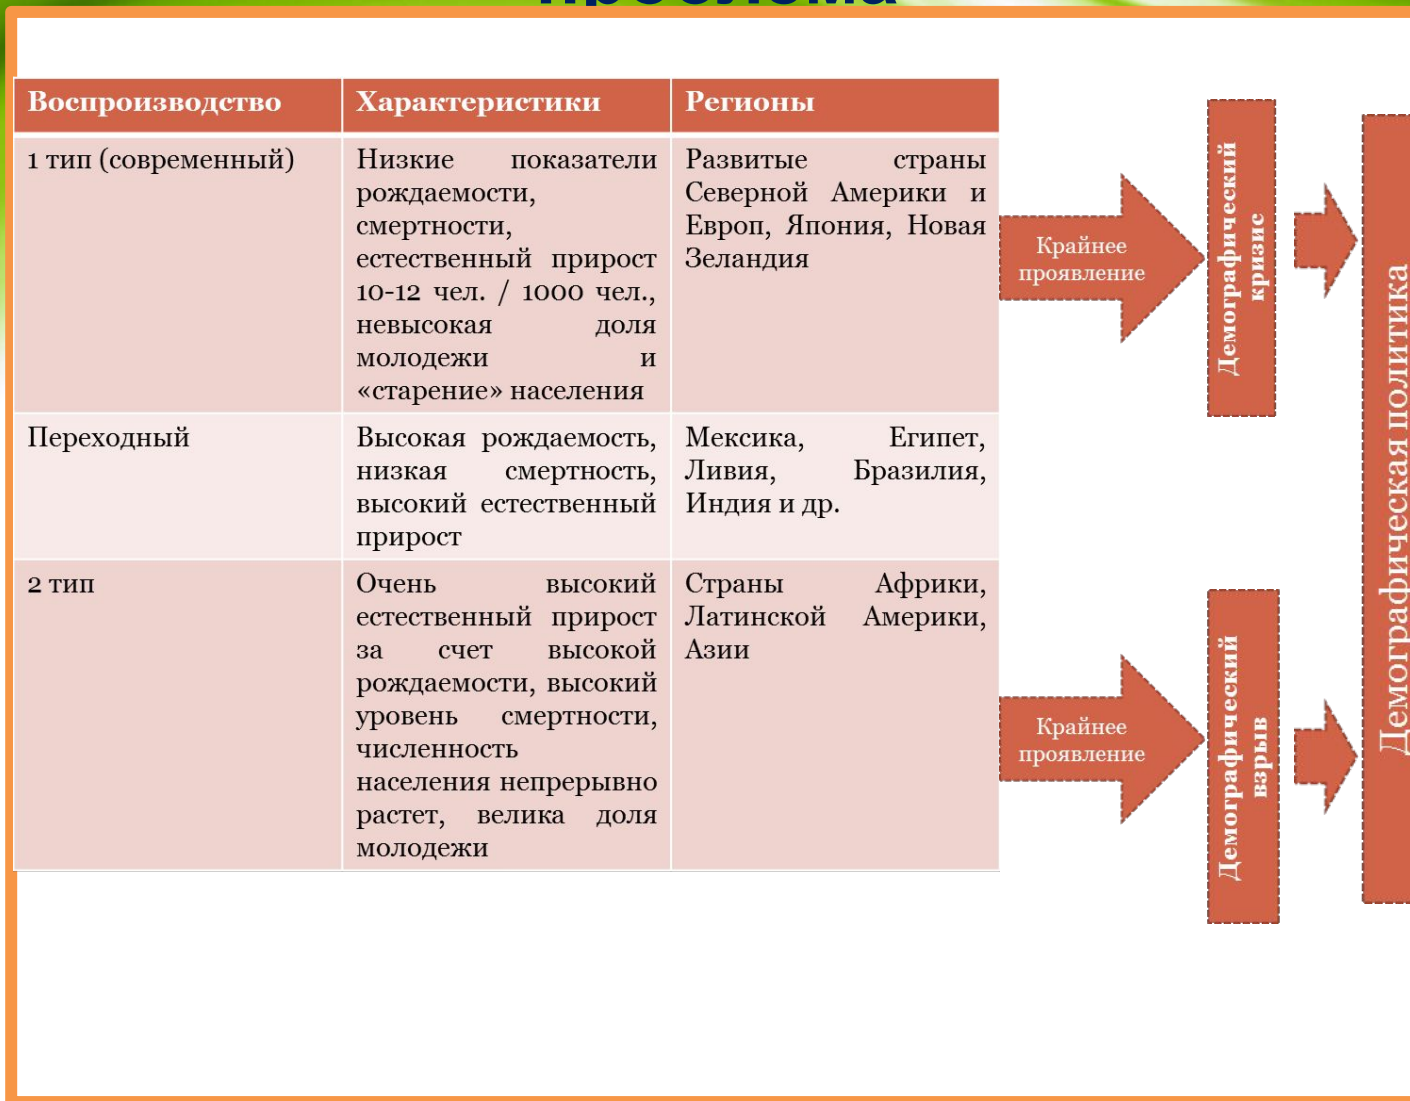 Воспроизводство
Характеристики
Регионы
1 тип (современный)
Низкие показатели
рождаемости,
смертности,
естественный прирост
10-12 чел. / 1000 чел.,
невысокая доля
молодежи и
«старение» населения
Развитые страны
Северной Америки и
Европ, Япония, Новая
Зеландия
Переходный
Высокая рождаемость,
низкая смертность,
высокий естественный
прирост
Мексика, Египет,
Ливия, Бразилия,
Индия и др.
2 тип
Очень высокий
естественный прирост
за счет высокой
рождаемости, высокий
уровень смертности,
численность
населения непрерывно
растет, велика доля
молодежи
Страны Африки,
Латинской Америки,
Азии
Крайнее
проявление
Демографический
кризис
Крайнее
проявление
Демографический
взрыв
Демографическая политика